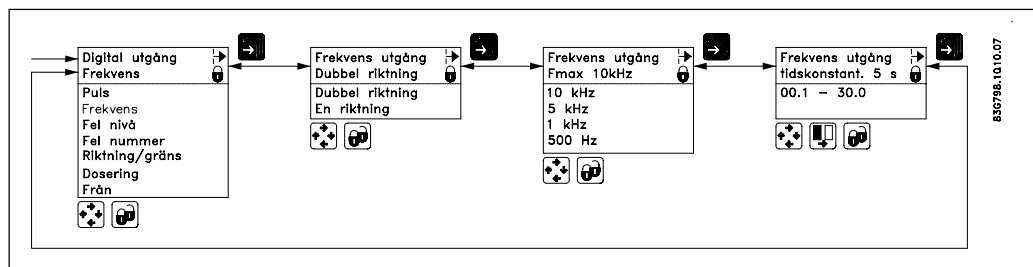 Digital utgång
Frekvens
Puls
Frekvens
Fel nivå
Fel nummer
Riktning/gräns
Dosering
Från
Frekvens utgång
Dubbel riktning
Dubbel riktning
En riktning
Frekvens utgång
Fmax 10kHz
10 kHz
5 kHz
1 kHz
500 Hz
Frekvens utgång
tidskonstant. 5 s
00.1 – 30.0
83G798.1Q10.07